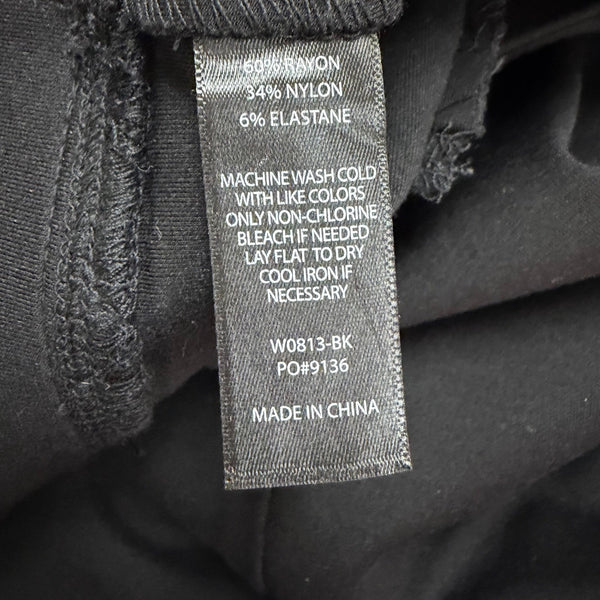 60% RAYON
34% NYLON
6% ELASTANE
MACHINE WASH COLD
WITH LIKE COLORS
ONLY NON-CHLORINE
BLEACH IF NEEDED
LAY FLAT TO DRY
COOL IRON IF
NECESSARY
W0813-BK
PO#9136
MADE IN CHINA